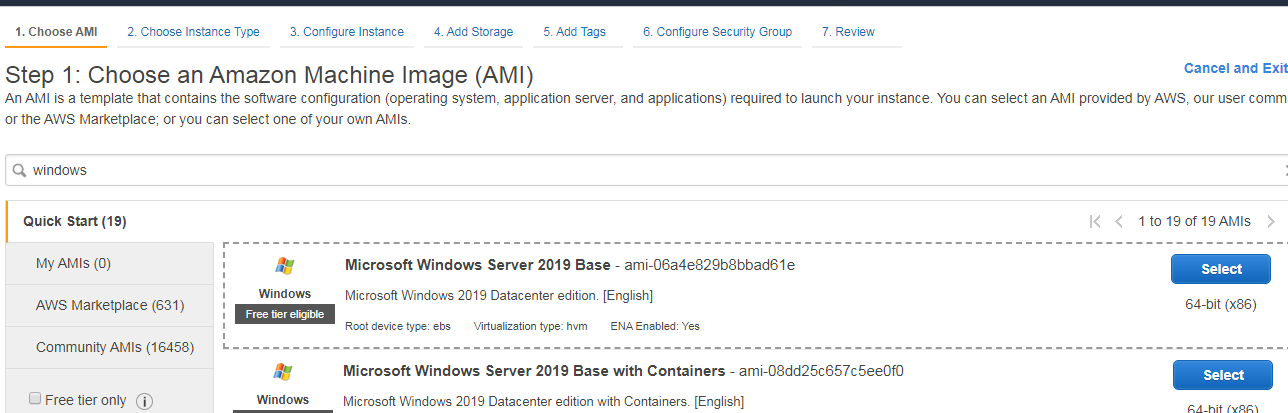 1. Choose AMI 2. Choose Instance Type 3. Configure Instance 4. Add Storage 5. Add Tags 6. Configure Security Group 7. Review
Step 1: Choose an Amazon Machine Image (AMI)
Cancel and Exit
An AMI is a template that contains the software configuration (operating system, application server, and applications) required to launch your instance. You can select an AMI provided by AWS, our user comm
or the AWS Marketplace; or you can select one of your own AMIs.
windows
Quick Start (19)
1 to 19 of 19 AMIs
My AMIs (0)
AWS Marketplace (631)
Community AMIs (16458)
Free tier only
Windows
Free tier eligible
Microsoft Windows Server 2019 Base - ami-06a4e829b8bbad61e
Microsoft Windows 2019 Datacenter edition. [English]
Root device type: ebs Virtualization type: hvm ENA Enabled: Yes
Select
64-bit (x86)
Windows
Microsoft Windows Server 2019 Base with Containers - ami-08dd25c657c5ee0f0
Microsoft Windows 2019 Datacenter edition with Containers. [English]
Select
64-bit (x86)